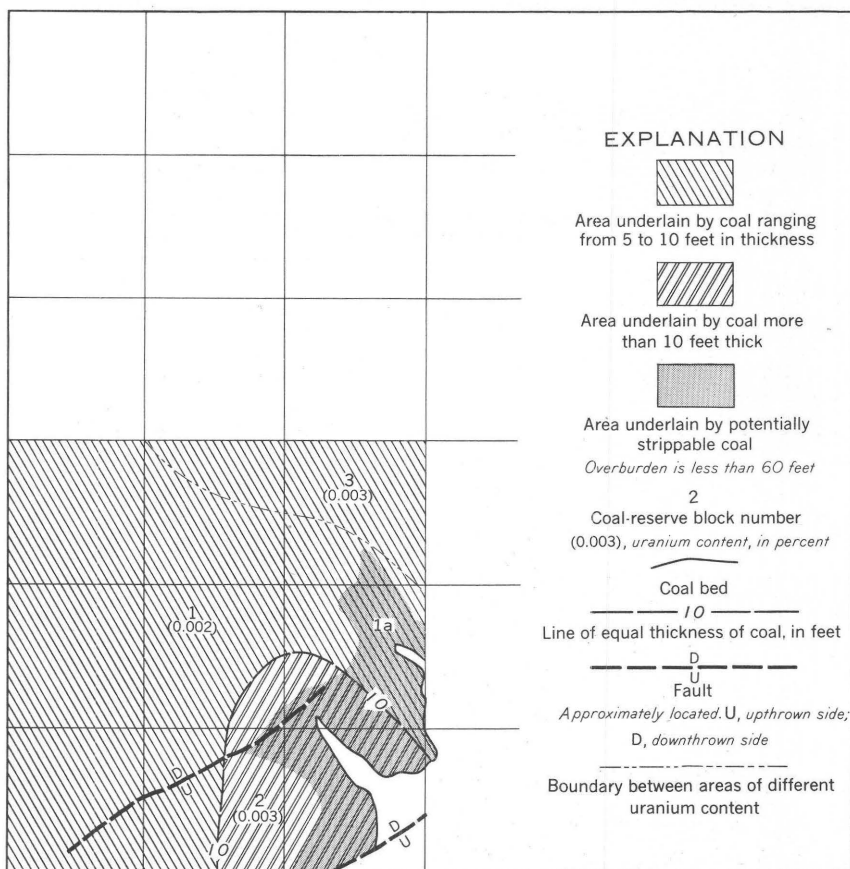 EXPLANATION
Area underlain by coal ranging
from 5 to 10 feet in thickness
Area underlain by coal more
than 10 feet thick
Area underlain by potentially
strippable coal
Overburden is less than 60 feet
2
Coal-reserve block number
(0.003), uranium content, in percent
Coal bed
10
Line of equal thickness of coal, in feet
D
U
Fault
Approximately located. U, upthrown side;
D, downthrown side
Boundary between areas of different
uranium content
3
(0.003)
1
(0.002)
1a
10
D
U
2
(0.003)
10
D
U